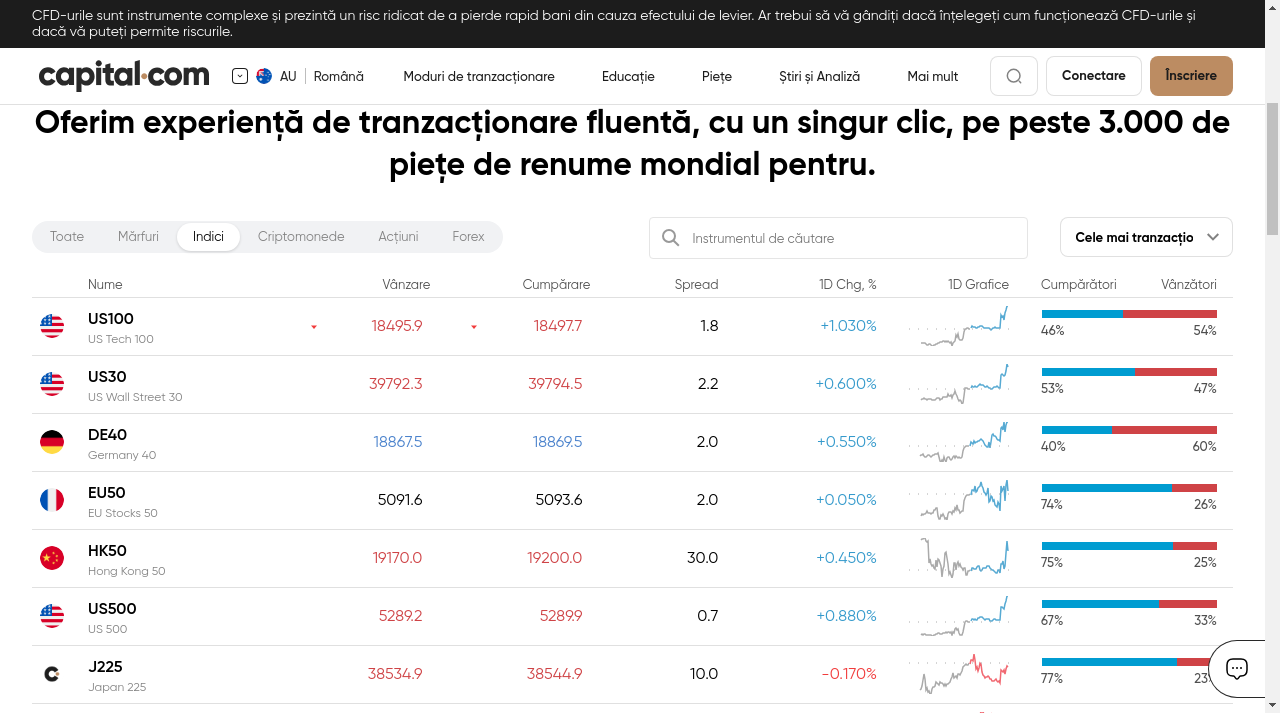 CFD-urile sunt instrumente complexe și prezintă un risc ridicat de a pierde rapid bani din cauza efectului de levier. Ar trebui să vă gândiți dacă înțelegeți cum funcționează CFD-urile și
dacă vă puteți permite riscurile.
capital.com AU Română Moduri de tranzacționare Educație Piețe Știri și Analiză Mai mult Conectare Înscriere
Oferim experiență de tranzacționare fluentă, cu un singur clic, pe peste 3.000 de
piețe de renume mondial pentru.
Toate Mărfuri Indici Criptomonede Acțiuni Forex Instrumentul de căutare Cele mai tranzacțio
Nume Vânzare Cumpărare Spread 1D Chg, % 1D Grafice Cumpărători Vânzători
US100 18495.9 18497.7 1.8 +1.030% 46% 54%
US Tech 100
US30 39792.3 39794.5 2.2 +0.600% 53% 47%
US Wall Street 30
DE40 18867.5 18869.5 2.0 +0.550% 40% 60%
Germany 40
EU50 5091.6 5093.6 2.0 +0.050% 74% 26%
EU Stocks 50
HK50 19170.0 19200.0 30.0 +0.450% 75% 25%
Hong Kong 50
US500 5289.2 5289.9 0.7 +0.880% 67% 33%
US 500
J225 38534.9 38544.9 10.0 -0.170% 77% 23
Japan 225